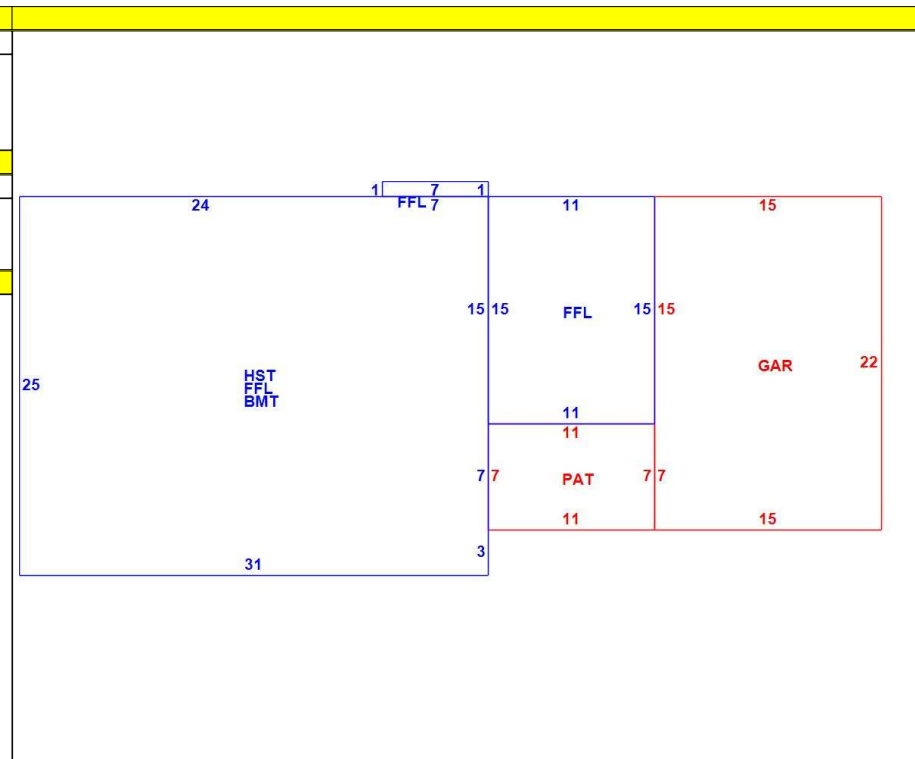 1 7 1
24 FFL 7 11 15
15 15 FFL 15 15
GAR 22
25 HST
FFL
BMT
11
11
7 7 PAT 7 7
11 15
3
31